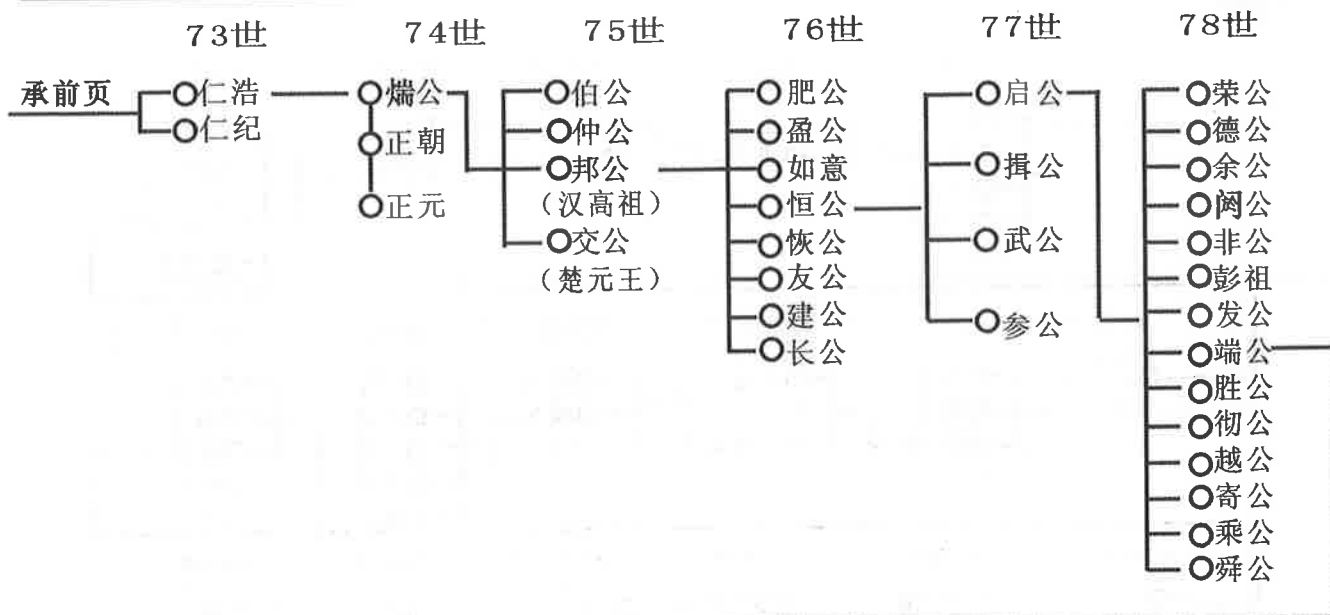 73世 74世 75世 76世 77世 78世
承前页
仁浩
仁纪
煓公
正朝
正元
伯公
仲公
邦公
(汉高祖)
交公
(楚元王)
肥公
盈公
如意
恒公
恢公
友公
建公
长公
启公
揖公
武公
参公
荣公
德公
余公
阏公
非公
彭祖
发公
端公
胜公
彻公
越公
寄公
乘公
舜公